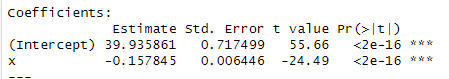 Coefficients:
Estimate Std. Error t value Pr(>|t|)
(Intercept) 39.935861 0.717499 55.66 <2e-16 ***
x -0.157845 0.006446 -24.49 <2e-16 ***
---